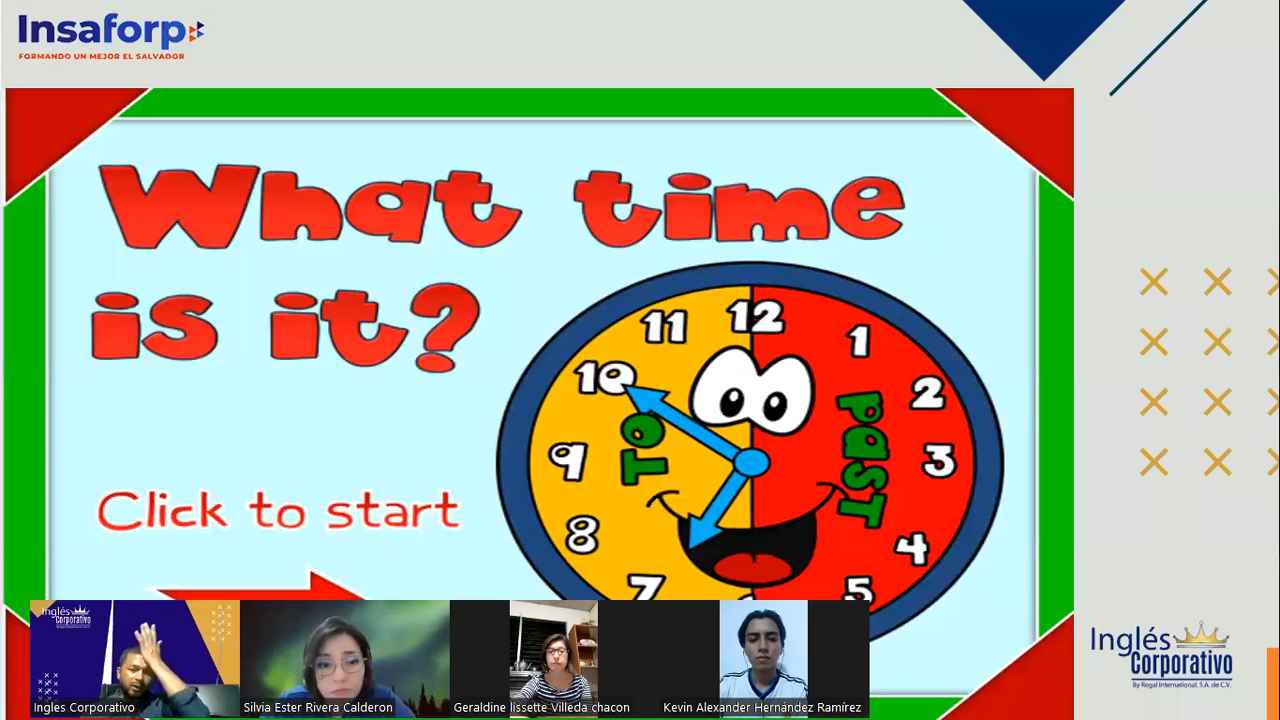 Insaforp
FORMANDO UN MEJOR EL SALVADOR
What time
is it?
12
11
1
10
2
TO
PAST
9
3
8
4
7
5
Click to start
Inglés
Corporativo
Ingles Corporativo
Silvia Ester Rivera Calderon
Geraldine lissette Villeda chacon
Kevin Alexander Hernández Ramírez
Inglés
Corporativo
By Regal International, S.A. de C.V.